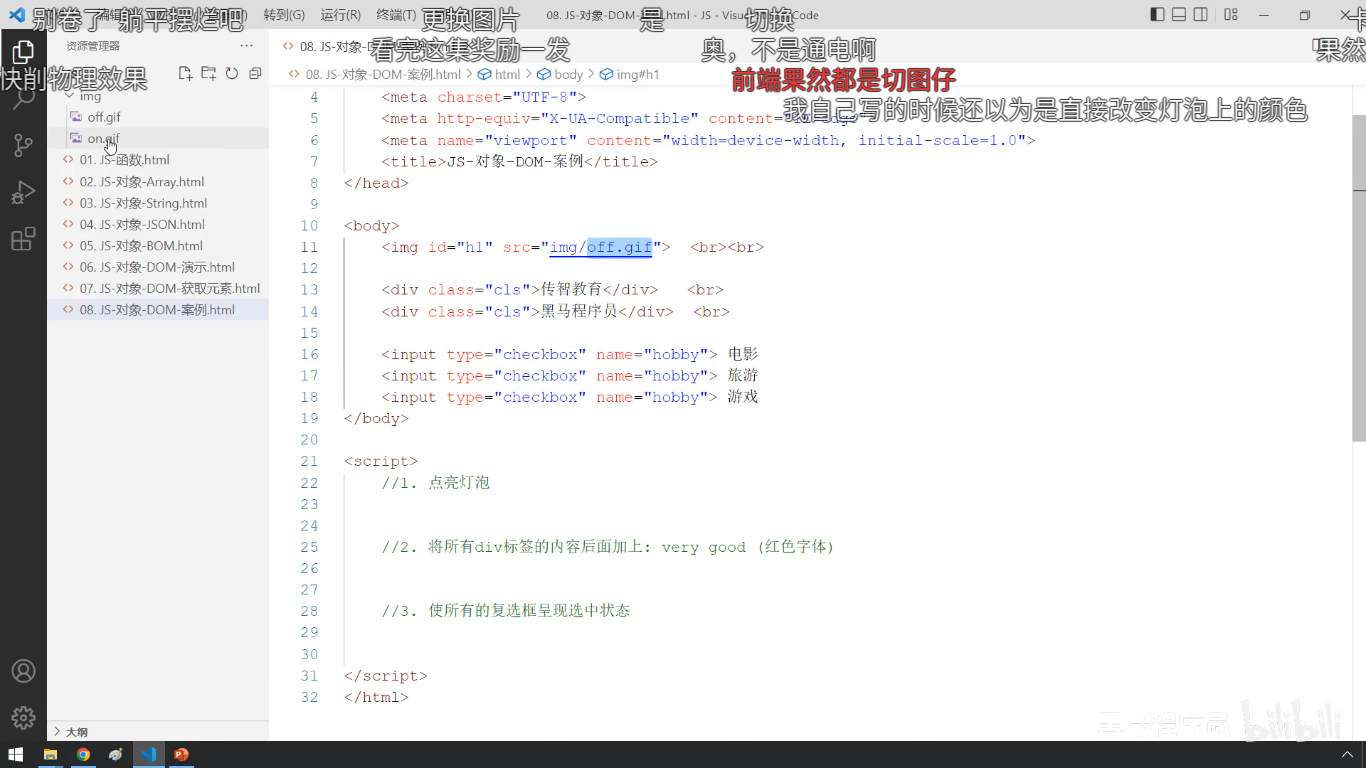 别卷了 躺平摆烂吧
转到(G) 运行(R) 终端(T)
更换图片
08. JS-对象-DOM-
html - JS - Visu
Code
是
切换
资源管理器
08. JS-对象-D
看完这集奖励一发
奥，不是通电啊
果然
快削物理效果
08. JS-对象-DOM-案例.html > html > body > img#h1
前端果然都是切图仔
我自己写的时候还以为是直接改变灯泡上的颜色
img
off.gif
on.gif
01. JS-函数.html
02. JS-对象-Array.html
03. JS-对象-String.html
04. JS-对象-JSON.html
05. JS-对象-BOM.html
06. JS-对象-DOM-演示.html
07. JS-对象-DOM-获取元素.html
08. JS-对象-DOM-案例.html
大纲
4 <meta charset="UTF-8">
5 <meta http-equiv="X-UA-Compatible" content=
6 <meta name="viewport" content="width=device-width, initial-scale=1.0">
7 <title>JS-对象-DOM-案例</title>
8 </head>
9
10 <body>
11 <img id="h1" src="img/off.gif"> <br><br>
12
13 <div class="cls">传智教育</div> <br>
14 <div class="cls">黑马程序员</div> <br>
15
16 <input type="checkbox" name="hobby"> 电影
17 <input type="checkbox" name="hobby"> 旅游
18 <input type="checkbox" name="hobby"> 游戏
19 </body>
20
21 <script>
22 //1. 点亮灯泡
23
24
25 //2. 将所有div标签的内容后面加上: very good (红色字体)
26
27
28 //3. 使所有的复选框呈现选中状态
29
30
31 </script>
32 </html>
bilibili